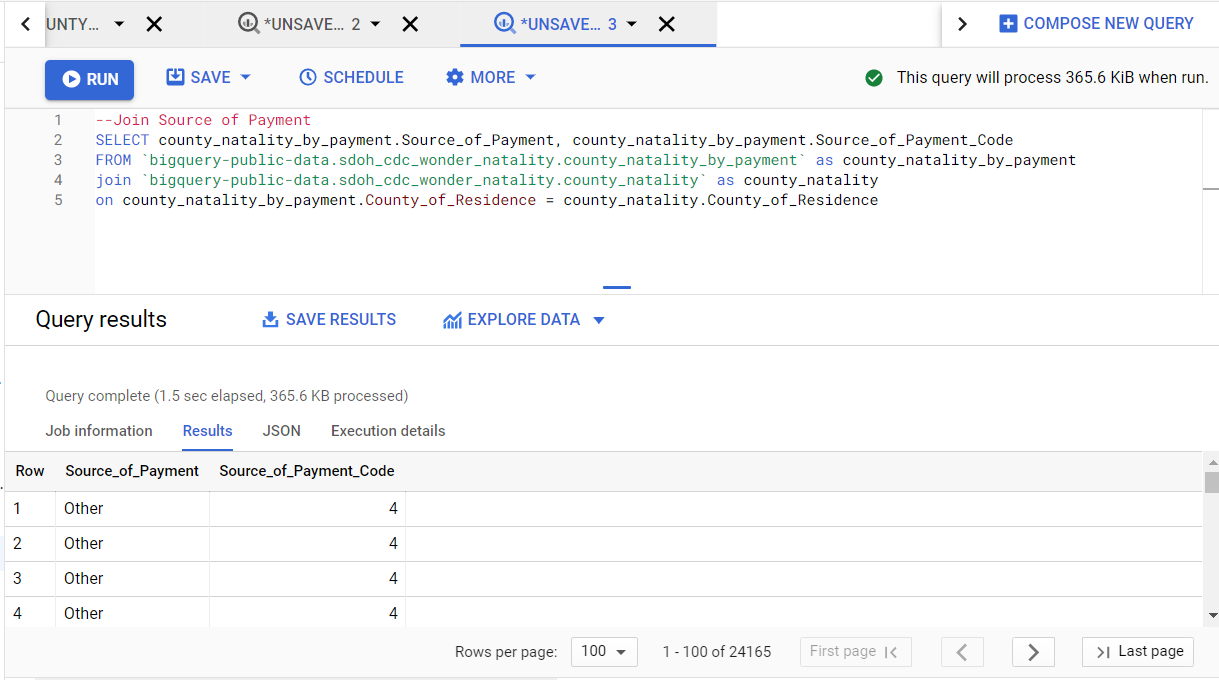 UNTY... *UNSAVE... 2 *UNSAVE... 3 COMPOSE NEW QUERY
RUN SAVE SCHEDULE MORE This query will process 365.6 KiB when run.
1 --Join Source of Payment
2 SELECT county_natality_by_payment.Source_of_Payment, county_natality_by_payment.Source_of_Payment_Code
3 FROM `bigquery-public-data.sdoh_cdc_wonder_natality.county_natality_by_payment` as county_natality_by_payment
4 join `bigquery-public-data.sdoh_cdc_wonder_natality.county_natality` as county_natality
5 on county_natality_by_payment.County_of_Residence = county_natality.County_of_Residence
Query results SAVE RESULTS EXPLORE DATA
Query complete (1.5 sec elapsed, 365.6 KB processed)
Job information Results JSON Execution details
Row Source_of_Payment Source_of_Payment_Code
1 Other 4
2 Other 4
3 Other 4
4 Other 4
Rows per page: 100 1 - 100 of 24165 First page Last page